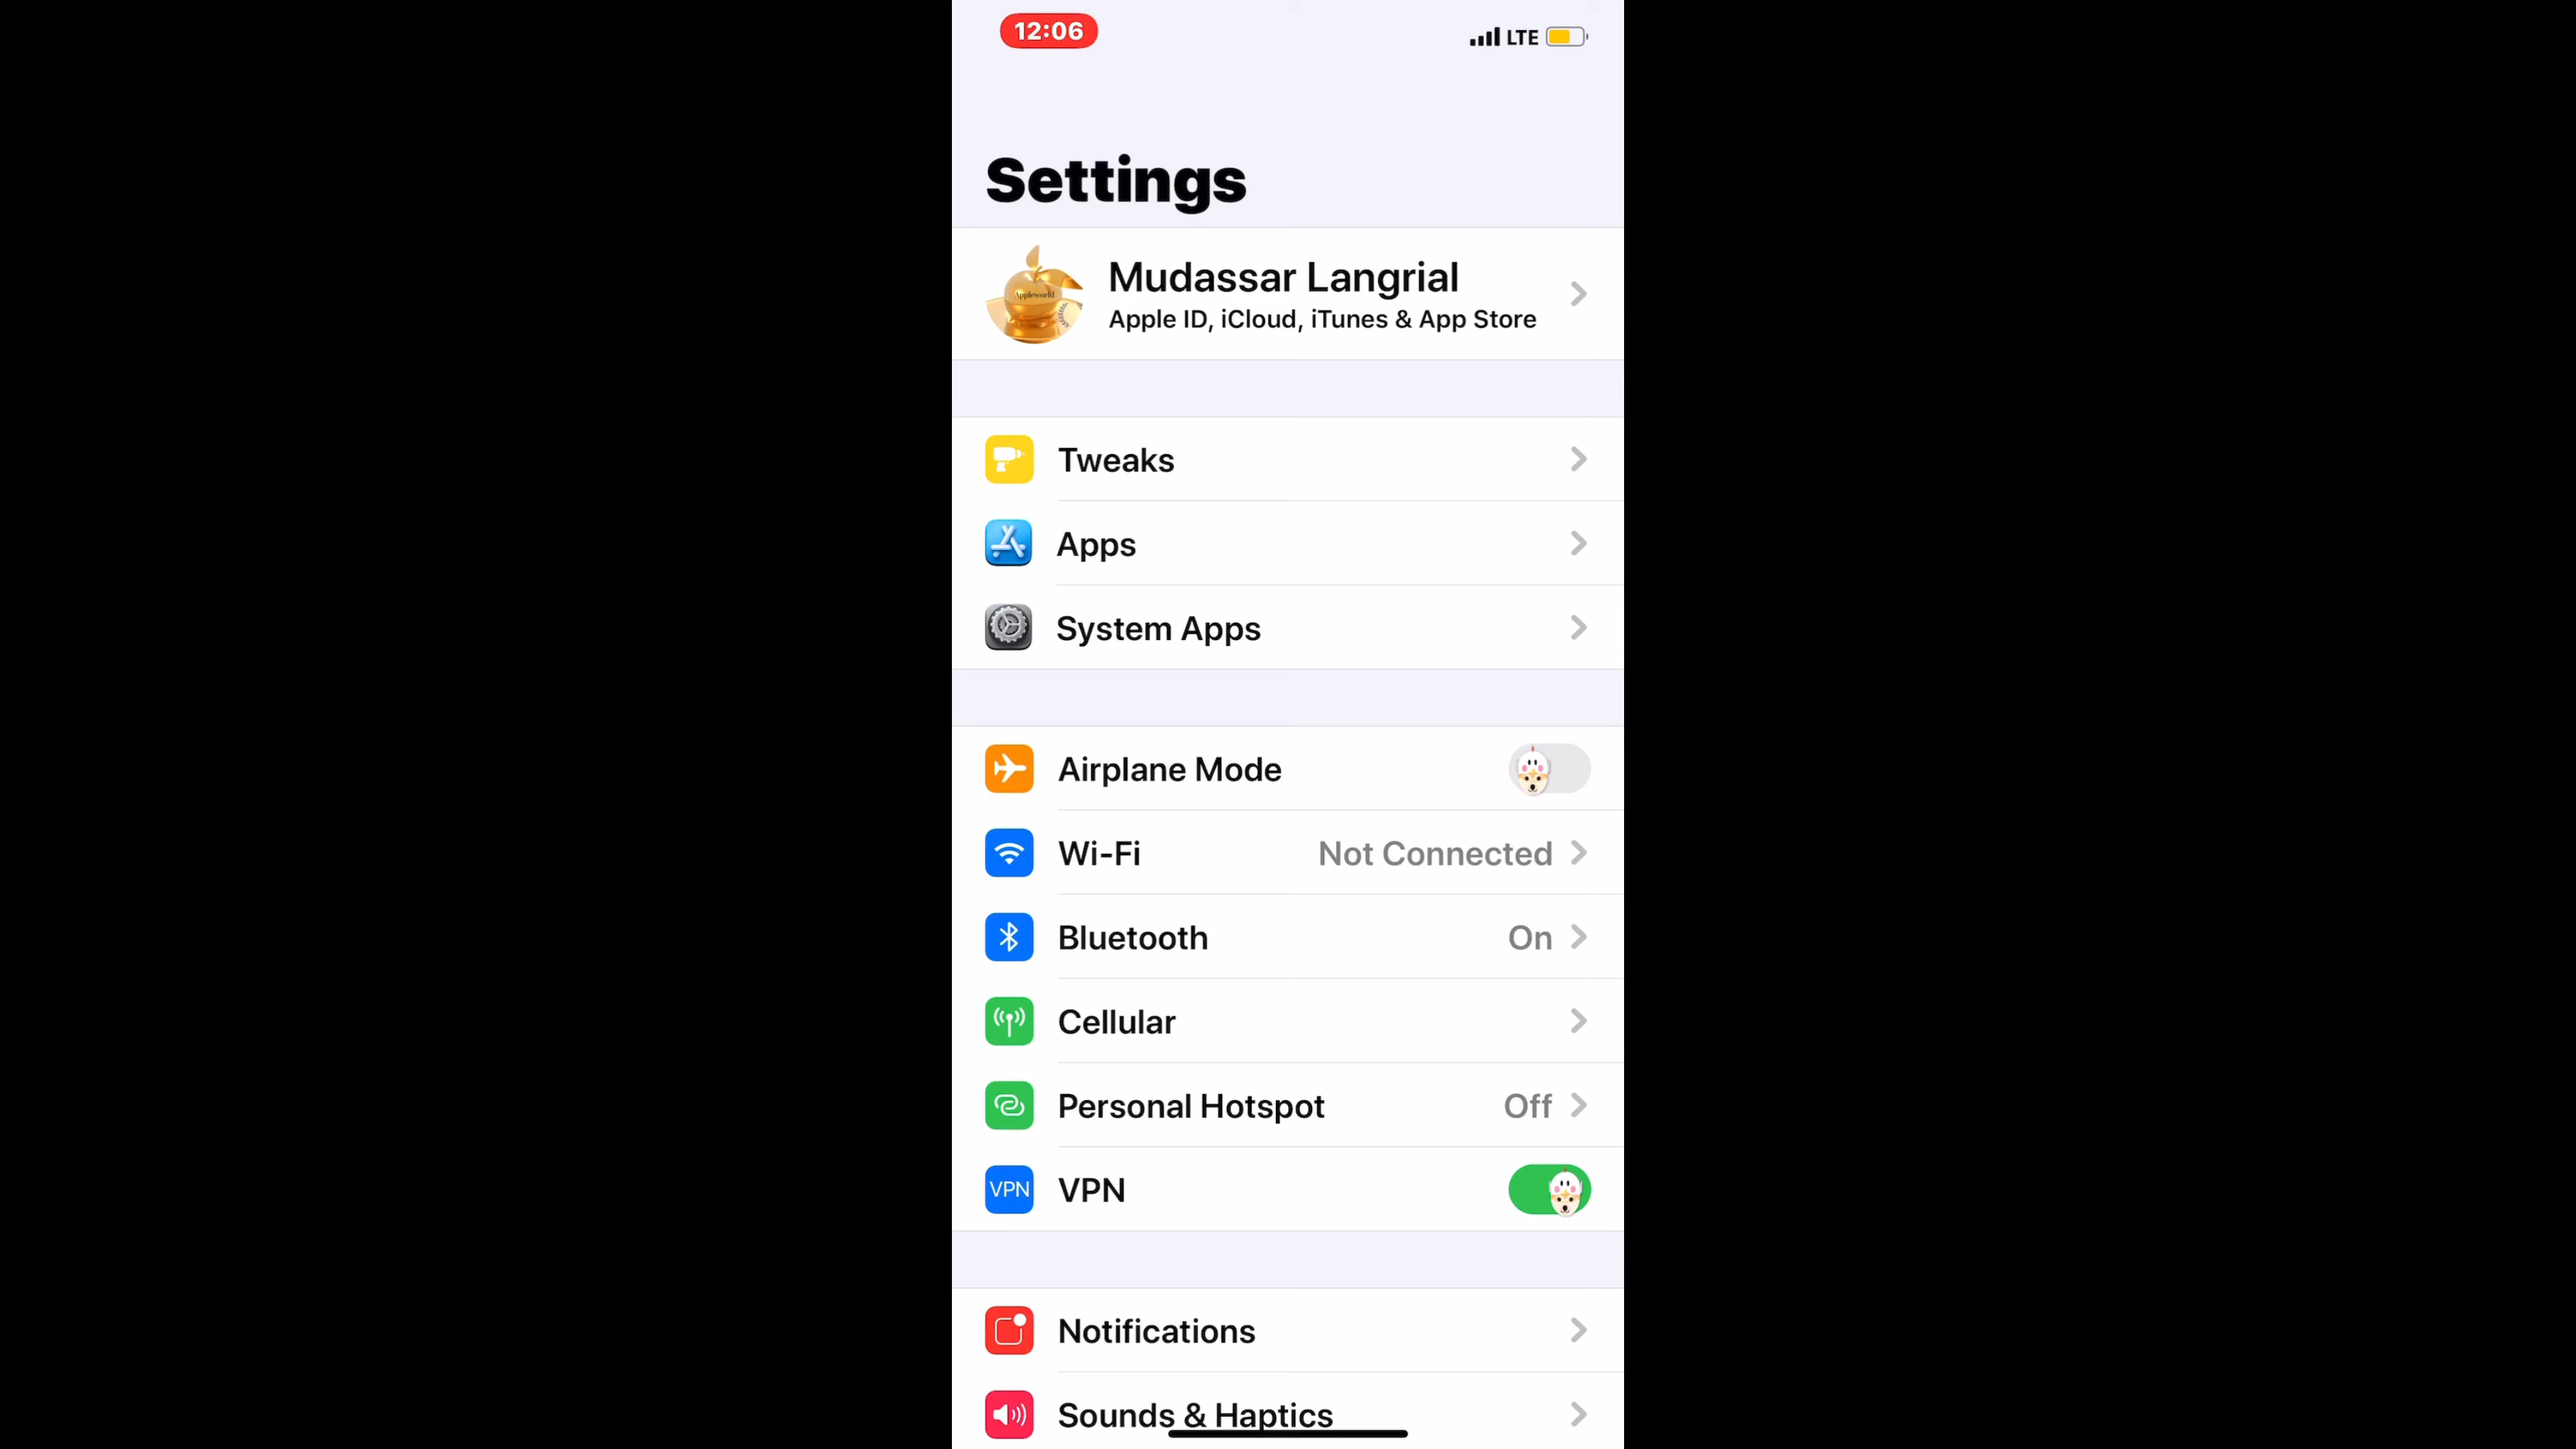 12:06
LTE
Settings
Appleworld
Mudassar Langrial
Apple ID, iCloud, iTunes & App Store
Tweaks
Apps
System Apps
Airplane Mode
Wi-Fi
Not Connected
Bluetooth
On
Cellular
Personal Hotspot
Off
VPN
VPN
Notifications
Sounds & Haptics